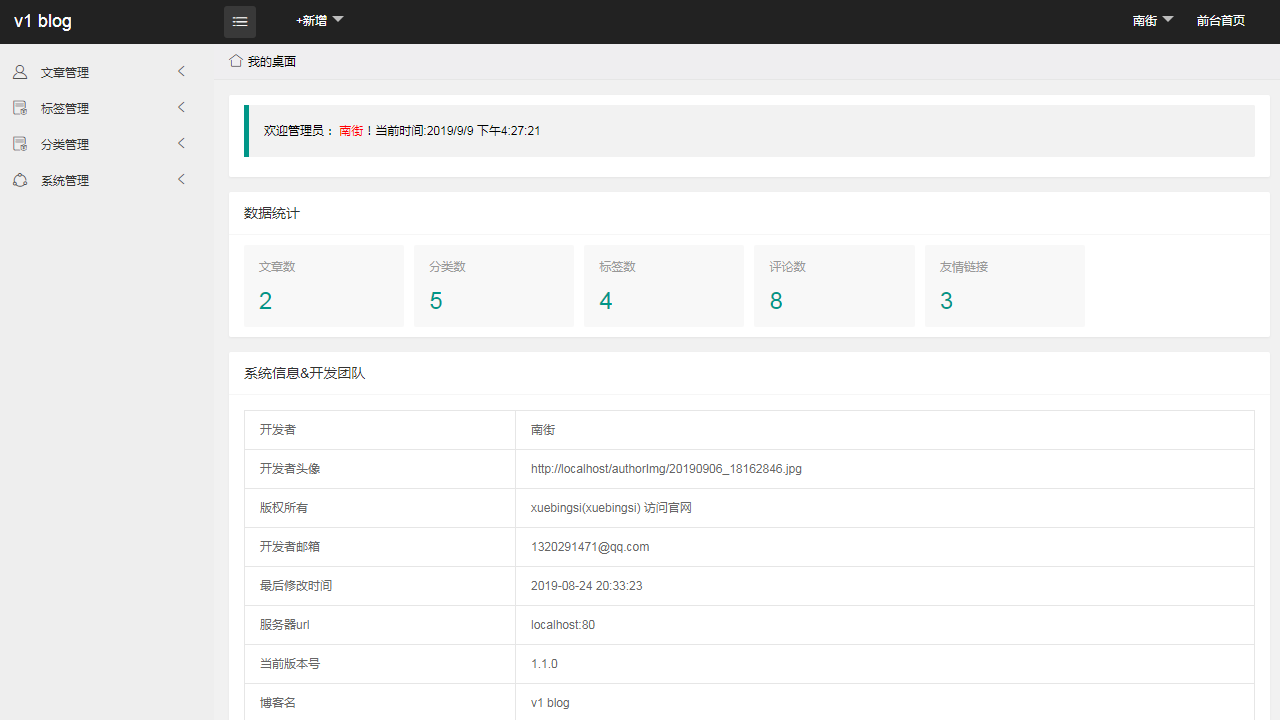 v1 blog
+新增
南街
前台首页
文章管理
标签管理
分类管理
系统管理
我的桌面
欢迎管理员： 南街！当前时间:2019/9/9 下午4:27:21
数据统计
文章数
2
分类数
5
标签数
4
评论数
8
友情链接
3
系统信息&开发团队
开发者 南街
开发者头像 http://localhost/authorImg/20190906_18162846.jpg
版权所有 xuebingsi(xuebingsi) 访问官网
开发者邮箱 1320291471@qq.com
最后修改时间 2019-08-24 20:33:23
服务器url localhost:80
当前版本号 1.1.0
博客名 v1 blog